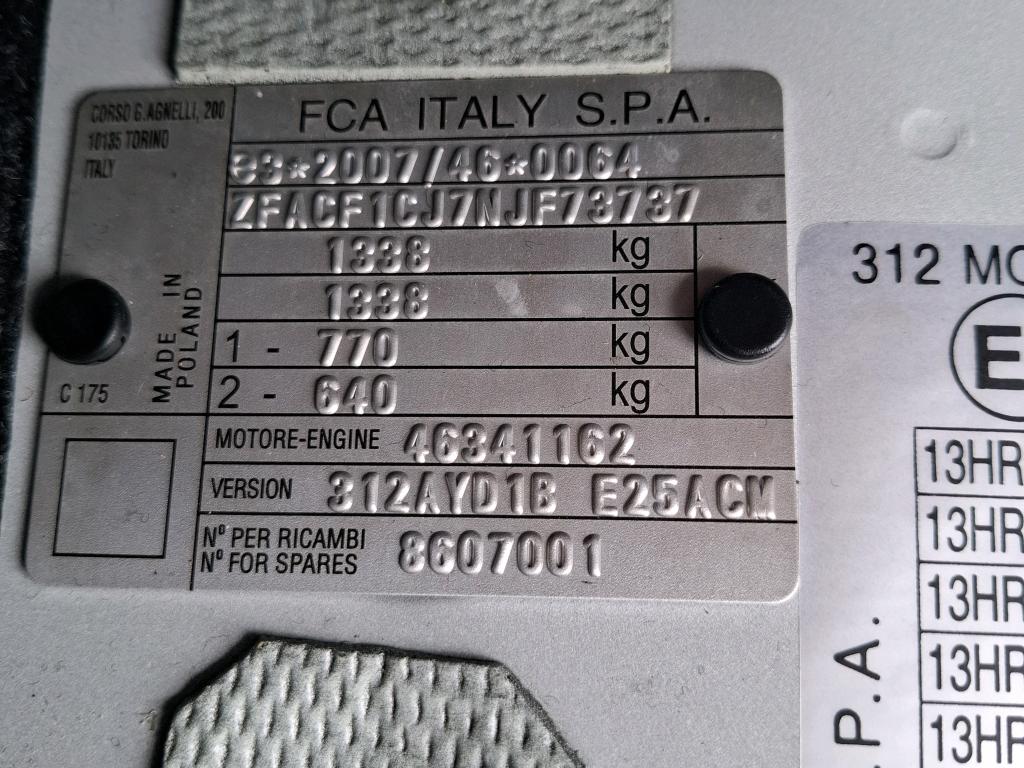 CORSO G.AGNELLI, 200
10135 TORINO
ITALY
FCA ITALY S.P.A.
e3*2007/46*0064
ZFACF1CJ7NJF73737
1338 kg
1338 kg
1 - 770 kg
2 - 640 kg
MADE IN
POLAND
C 175
MOTORE-ENGINE 46341162
VERSION 312AYD1B E25ACM
Nº PER RICAMBI
Nº FOR SPARES 8607001
312 MO
E
13HR
13HR
13HR
13HR
13HR
.P.A.